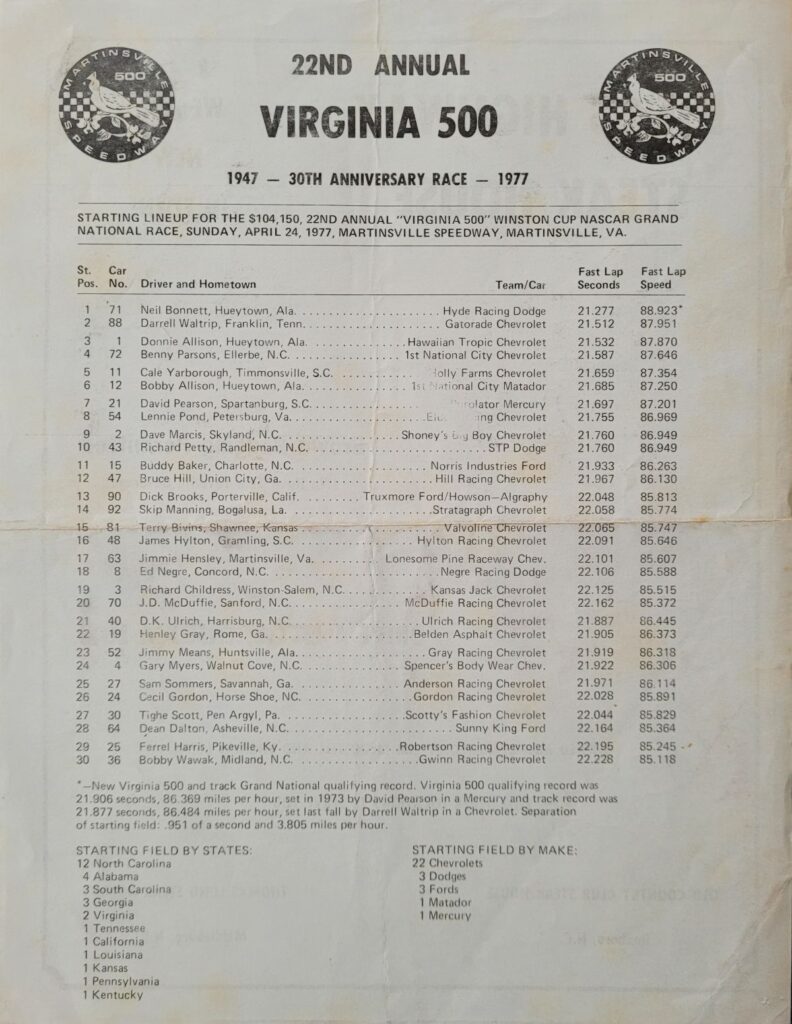 MARTINSVILLE 500 SPEEDWAY
22ND ANNUAL
MARTINSVILLE 500 SPEEDWAY
VIRGINIA 500
1947 — 30TH ANNIVERSARY RACE — 1977
STARTING LINEUP FOR THE $104,150, 22ND ANNUAL "VIRGINIA 500" WINSTON CUP NASCAR GRAND
NATIONAL RACE, SUNDAY, APRIL 24, 1977, MARTINSVILLE SPEEDWAY, MARTINSVILLE, VA.
St. Car Fast Lap Fast Lap
Pos. No. Driver and Hometown Team/Car Seconds Speed
1 71 Neil Bonnett, Hueytown, Ala. Hyde Racing Dodge 21.277 88.923*
2 88 Darrell Waltrip, Franklin, Tenn. Gatorade Chevrolet 21.512 87.951
3 1 Donnie Allison, Hueytown, Ala. Hawaiian Tropic Chevrolet 21.532 87.870
4 72 Benny Parsons, Ellerbe, N.C. 1st National City Chevrolet 21.587 87.646
5 11 Cale Yarborough, Timmonsville, S.C. Farms Chevrolet 21.659 87.354
6 12 Bobby Allison, Hueytown, Ala. 1st National City Matador 21.685 87.250
7 21 David Pearson, Spartanburg, S.C. Mercury 21.697 87.201
8 54 Lennie Pond, Petersburg, Va. Chevrolet 21.755 86.969
9 2 Dave Marcis, Skyland, N.C. Shoney's Big Boy Chevrolet 21.760 86.949
10 43 Richard Petty, Randleman, N.C. STP Dodge 21.760 86.949
11 15 Buddy Baker, Charlotte, N.C. Norris Industries Ford 21.933 86.263
12 47 Bruce Hill, Union City, Ga. Hill Racing Chevrolet 21.967 86.130
13 90 Dick Brooks, Porterville, Calif. Truxmore Ford/Howson—Algraphy 22.048 85.813
14 92 Skip Manning, Bogalusa, La. Stratagraph Chevrolet 22.058 85.774
15 81 Terry Bivins, Shawnee, Kansas Valvoline Chevrolet 22.065 85.747
16 48 James Hylton, Gramling, S.C. Hylton Racing Chevrolet 22.091 85.646
17 63 Jimmie Hensley, Martinsville, Va. Lonesome Pine Raceway Chev. 22.101 85.607
18 8 Ed Negre, Concord, N.C. Negre Racing Dodge 22.106 85.588
19 3 Richard Childress, Winston-Salem, N.C. Kansas Jack Chevrolet 22.125 85.515
20 70 J.D. McDuffie, Sanford, N.C. McDuffie Racing Chevrolet 22.162 85.372
21 40 D.K. Ulrich, Harrisburg, N.C. Ulrich Racing Chevrolet 21.887 86.445
22 19 Henley Gray, Rome, Ga. Belden Asphalt Chevrolet 21.905 86.373
23 52 Jimmy Means, Huntsville, Ala. Gray Racing Chevrolet 21.919 86.318
24 4 Gary Myers, Walnut Cove, N.C. Spencer's Body Wear Chev. 21.922 86.306
25 27 Sam Sommers, Savannah, Ga. Anderson Racing Chevrolet 21.971 86.114
26 24 Cecil Gordon, Horse Shoe, NC. Gordon Racing Chevrolet 22.028 85.891
27 30 Tighe Scott, Pen Argyl, Pa. Scotty's Fashion Chevrolet 22.044 85.829
28 64 Dean Dalton, Asheville, N.C. Sunny King Ford 22.164 85.364
29 25 Ferrel Harris, Pikeville, Ky. Robertson Racing Chevrolet 22.195 85.245
30 36 Bobby Wawak, Midland, N.C. Gwinn Racing Chevrolet 22.228 85.118
*—New Virginia 500 and track Grand National qualifying record. Virginia 500 qualifying record was
21.906 seconds, 86.369 miles per hour, set in 1973 by David Pearson in a Mercury and track record was
21.877 seconds, 86.484 miles per hour, set last fall by Darrell Waltrip in a Chevrolet. Separation
of starting field: .951 of a second and 3.805 miles per hour.
STARTING FIELD BY STATES:
12 North Carolina
4 Alabama
3 South Carolina
3 Georgia
2 Virginia
1 Tennessee
1 California
1 Louisiana
1 Kansas
1 Pennsylvania
1 Kentucky
STARTING FIELD BY MAKE:
22 Chevrolets
3 Dodges
3 Fords
1 Matador
1 Mercury